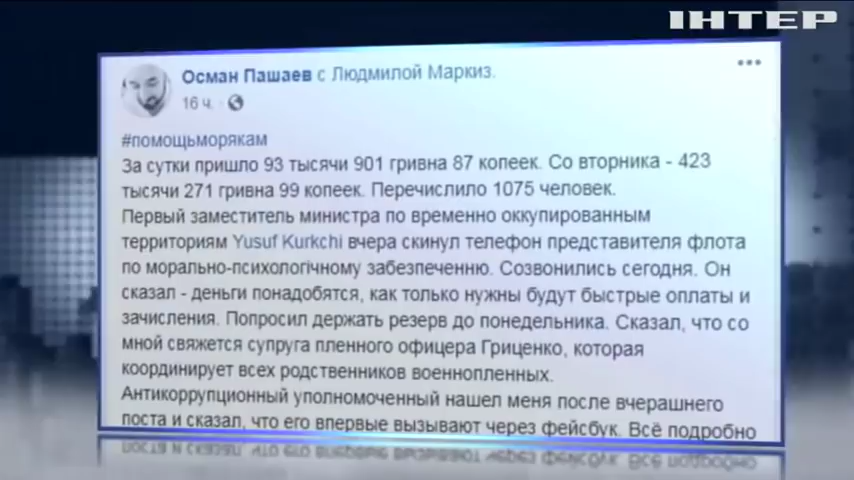 ІНТЕР
Осман Пашаев с Людмилой Маркиз.
16 ч.
#помощьморякам
За сутки пришло 93 тысячи 901 гривна 87 копеек. Со вторника - 423
тысячи 271 гривна 99 копеек. Перечислило 1075 человек.
Первый заместитель министра по временно оккупированным
территориям Yusuf Kurkchi вчера скинул телефон представителя флота
по морально-психологічному забезпеченню. Созвонились сегодня. Он
сказал - деньги понадобятся, как только нужны будут быстрые оплаты и
зачисления. Попросил держать резерв до понедельника. Сказал, что со
мной свяжется супруга пленного офицера Гриценко, которая
координирует всех родственников военнопленных.
Антикоррупционный уполномоченный нашел меня после вчерашнего
поста и сказал, что его впервые вызывают через фейсбук. Всё подробно